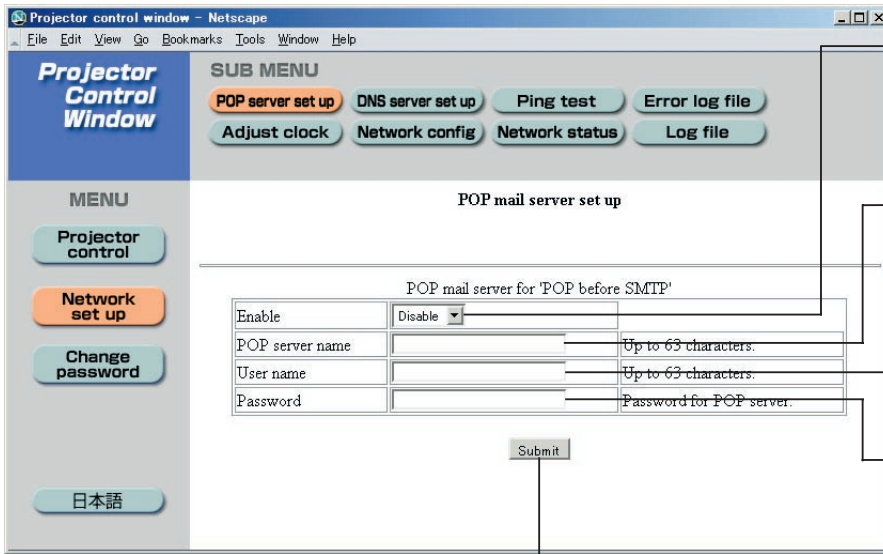 Projector control window - Netscape
File Edit View Go Bookmarks Tools Window Help
Projector
Control
Window
SUB MENU
POP server set up DNS server set up Ping test Error log file
Adjust clock Network config Network status Log file
MENU
Projector
control
Network
set up
Change
password
日本語
POP mail server set up
POP mail server for 'POP before SMTP'
Enable Disable
POP server name Up to 63 characters.
User name Up to 63 characters.
Password Password for POP server.
Submit